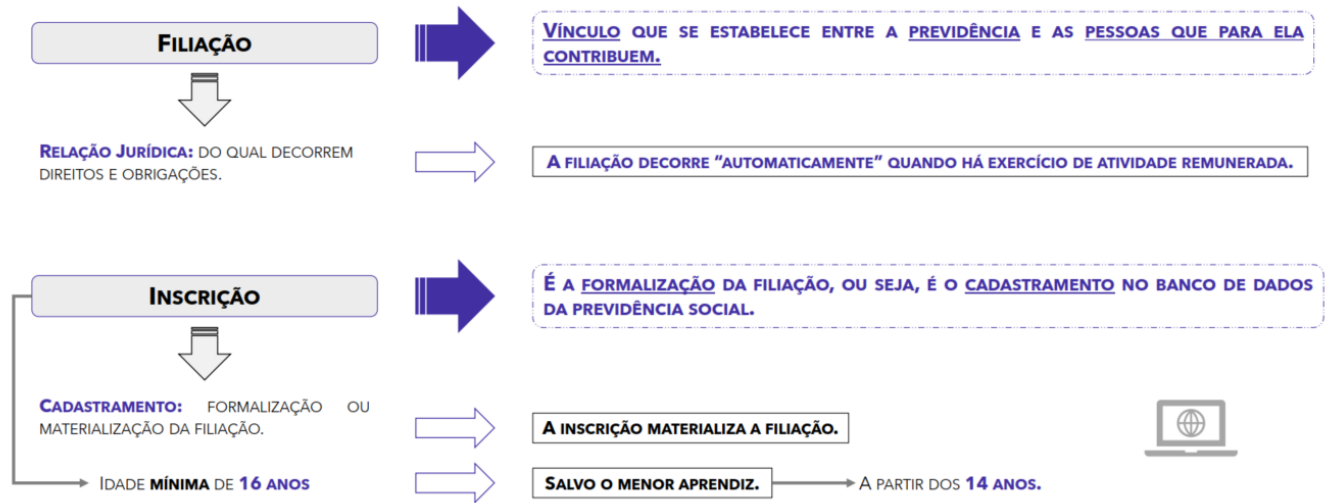 FILIAÇÃO
VÍNCULO QUE SE ESTABELECE ENTRE A PREVIDÊNCIA E AS PESSOAS QUE PARA ELA
CONTRIBUEM.
RELAÇÃO JURÍDICA: DO QUAL DECORREM
DIREITOS E OBRIGAÇÕES.
A FILIAÇÃO DECORRE “AUTOMATICAMENTE” QUANDO HÁ EXERCÍCIO DE ATIVIDADE REMUNERADA.
INSCRIÇÃO
É A FORMALIZAÇÃO DA FILIAÇÃO, OU SEJA, É O CADASTRAMENTO NO BANCO DE DADOS
DA PREVIDÊNCIA SOCIAL.
CADASTRAMENTO: FORMALIZAÇÃO OU
MATERIALIZAÇÃO DA FILIAÇÃO.
A INSCRIÇÃO MATERIALIZA A FILIAÇÃO.
IDADE MÍNIMA DE 16 ANOS
SALVO O MENOR APRENDIZ.
A PARTIR DOS 14 ANOS.